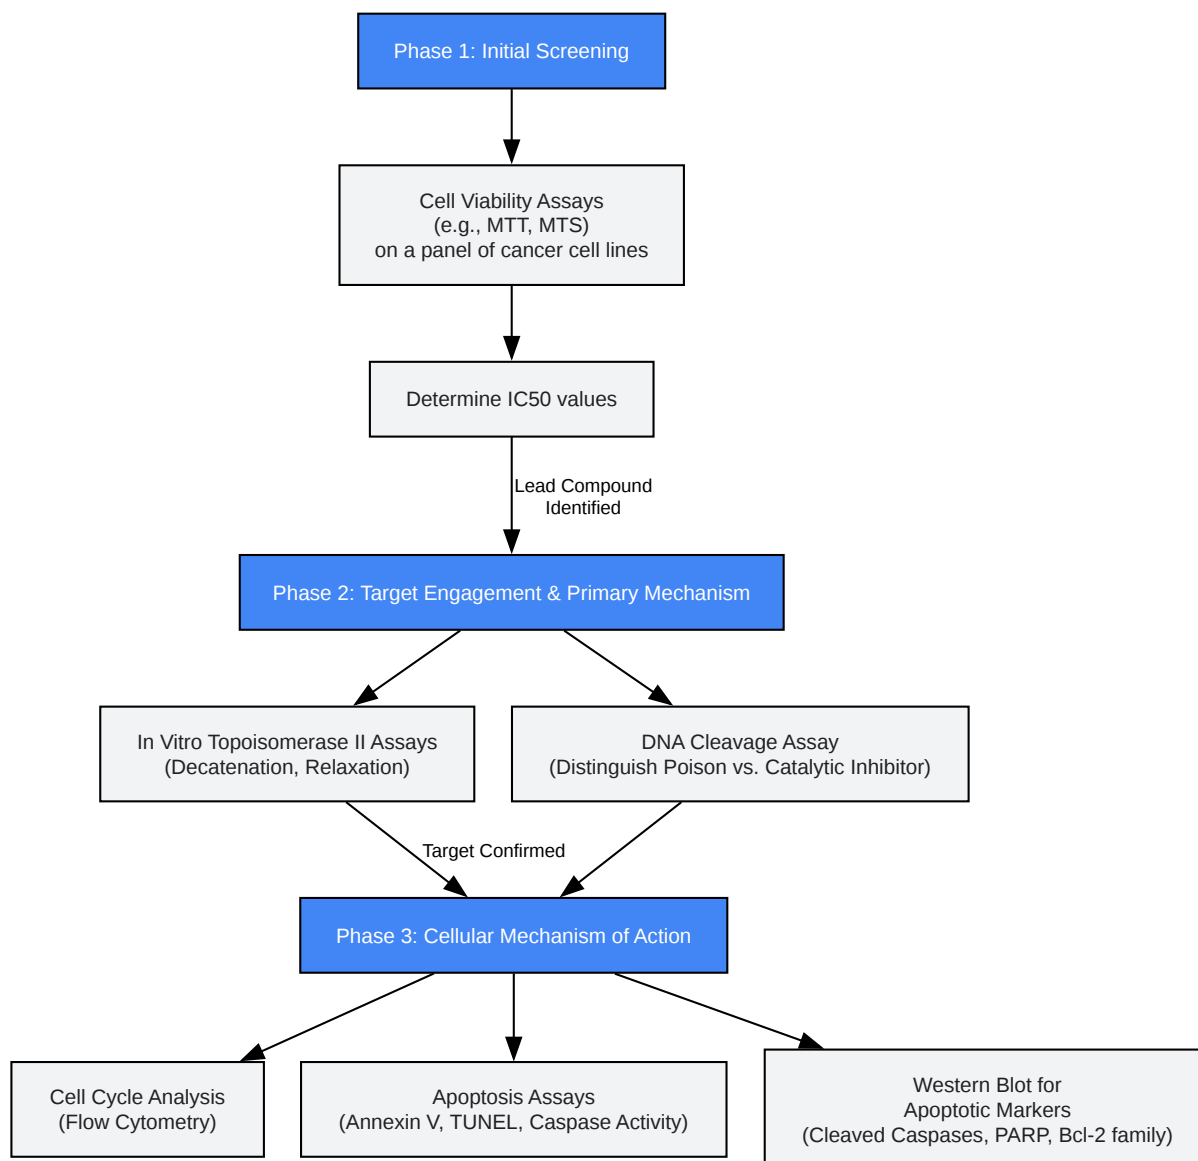 Phase 1: Initial Screening
Cell Viability Assays
(e.g., MTT, MTS)
on a panel of cancer cell lines
Determine IC50 values
Lead Compound
Identified
Phase 2: Target Engagement & Primary Mechanism
In Vitro Topoisomerase II Assays
(Decatenation, Relaxation)
DNA Cleavage Assay
(Distinguish Poison vs. Catalytic Inhibitor)
Target Confirmed
Phase 3: Cellular Mechanism of Action
Cell Cycle Analysis
(Flow Cytometry)
Apoptosis Assays
(Annexin V, TUNEL, Caspase Activity)
Western Blot for
Apoptotic Markers
(Cleaved Caspases, PARP, Bcl-2 family)